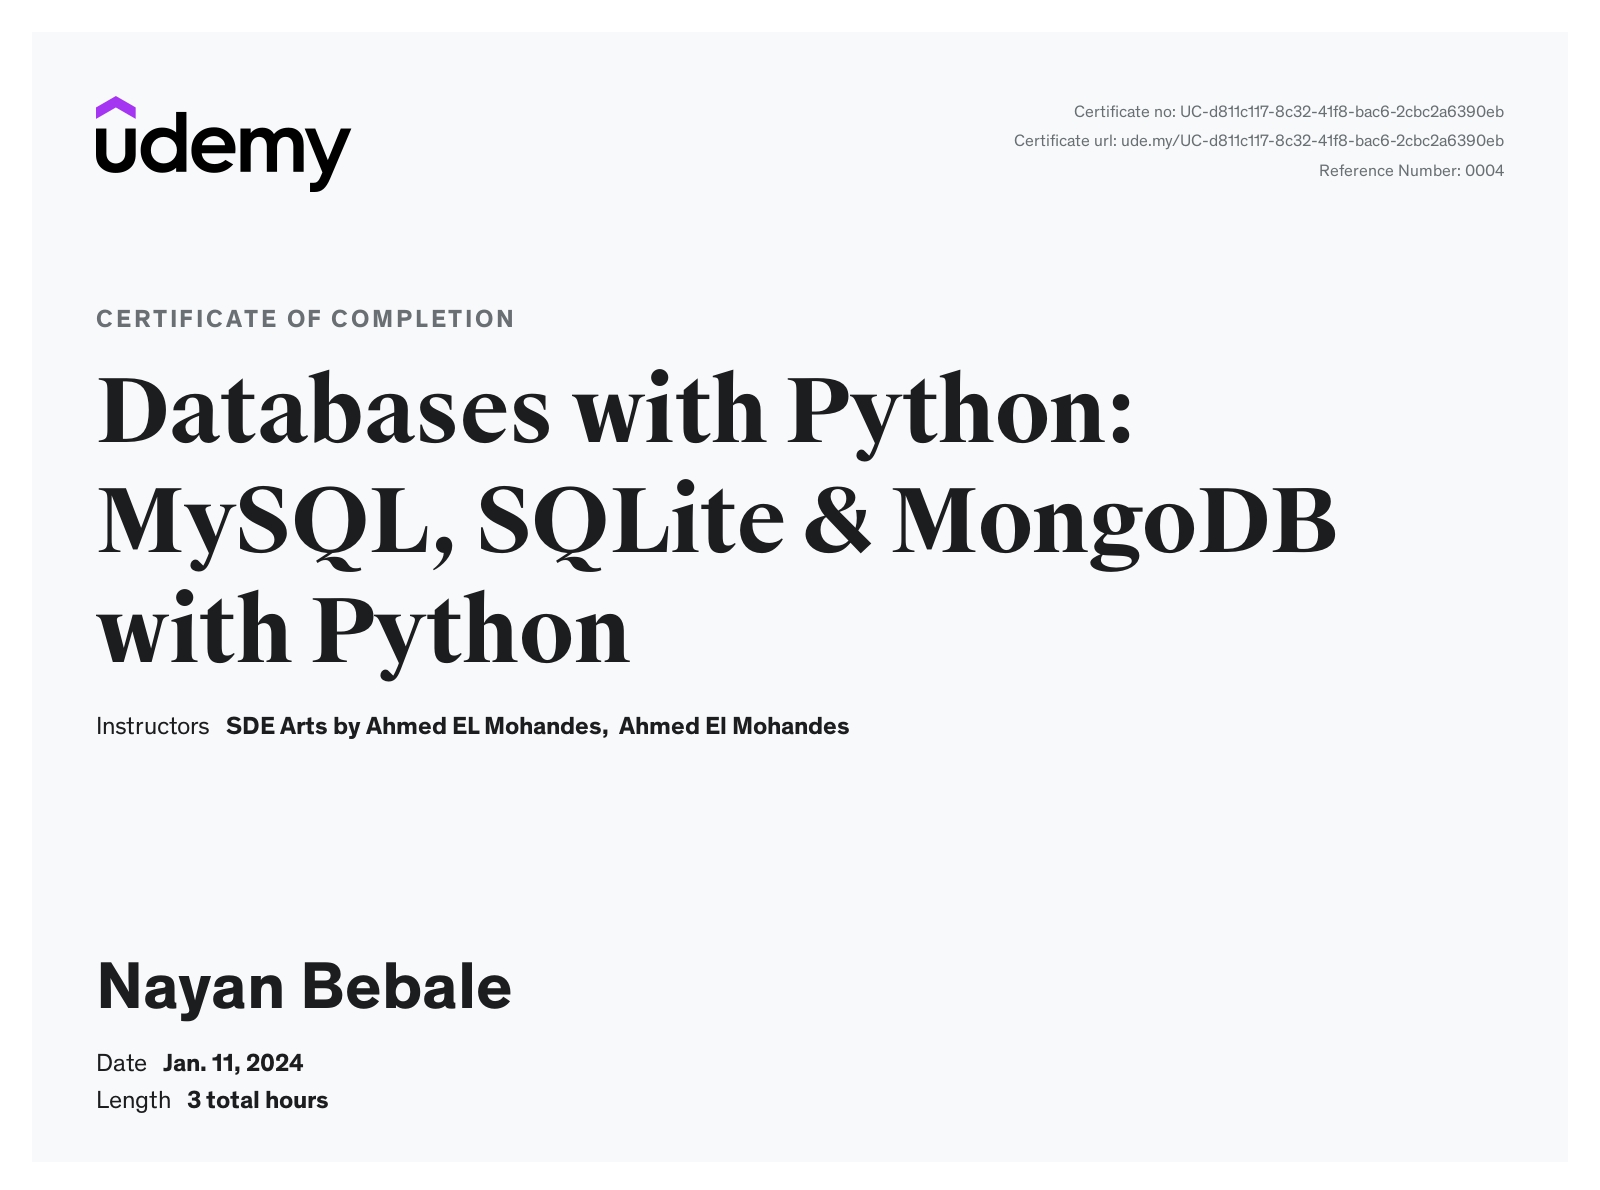 udemy
Certificate no: UC-d811c117-8c32-41f8-bac6-2cbc2a6390eb
Certificate url: ude.my/UC-d811c117-8c32-41f8-bac6-2cbc2a6390eb
Reference Number: 0004
CERTIFICATE OF COMPLETION
Databases with Python:
MySQL, SQLite & MongoDB
with Python
Instructors SDE Arts by Ahmed EL Mohandes, Ahmed El Mohandes
Nayan Bebale
Date Jan. 11, 2024
Length 3 total hours